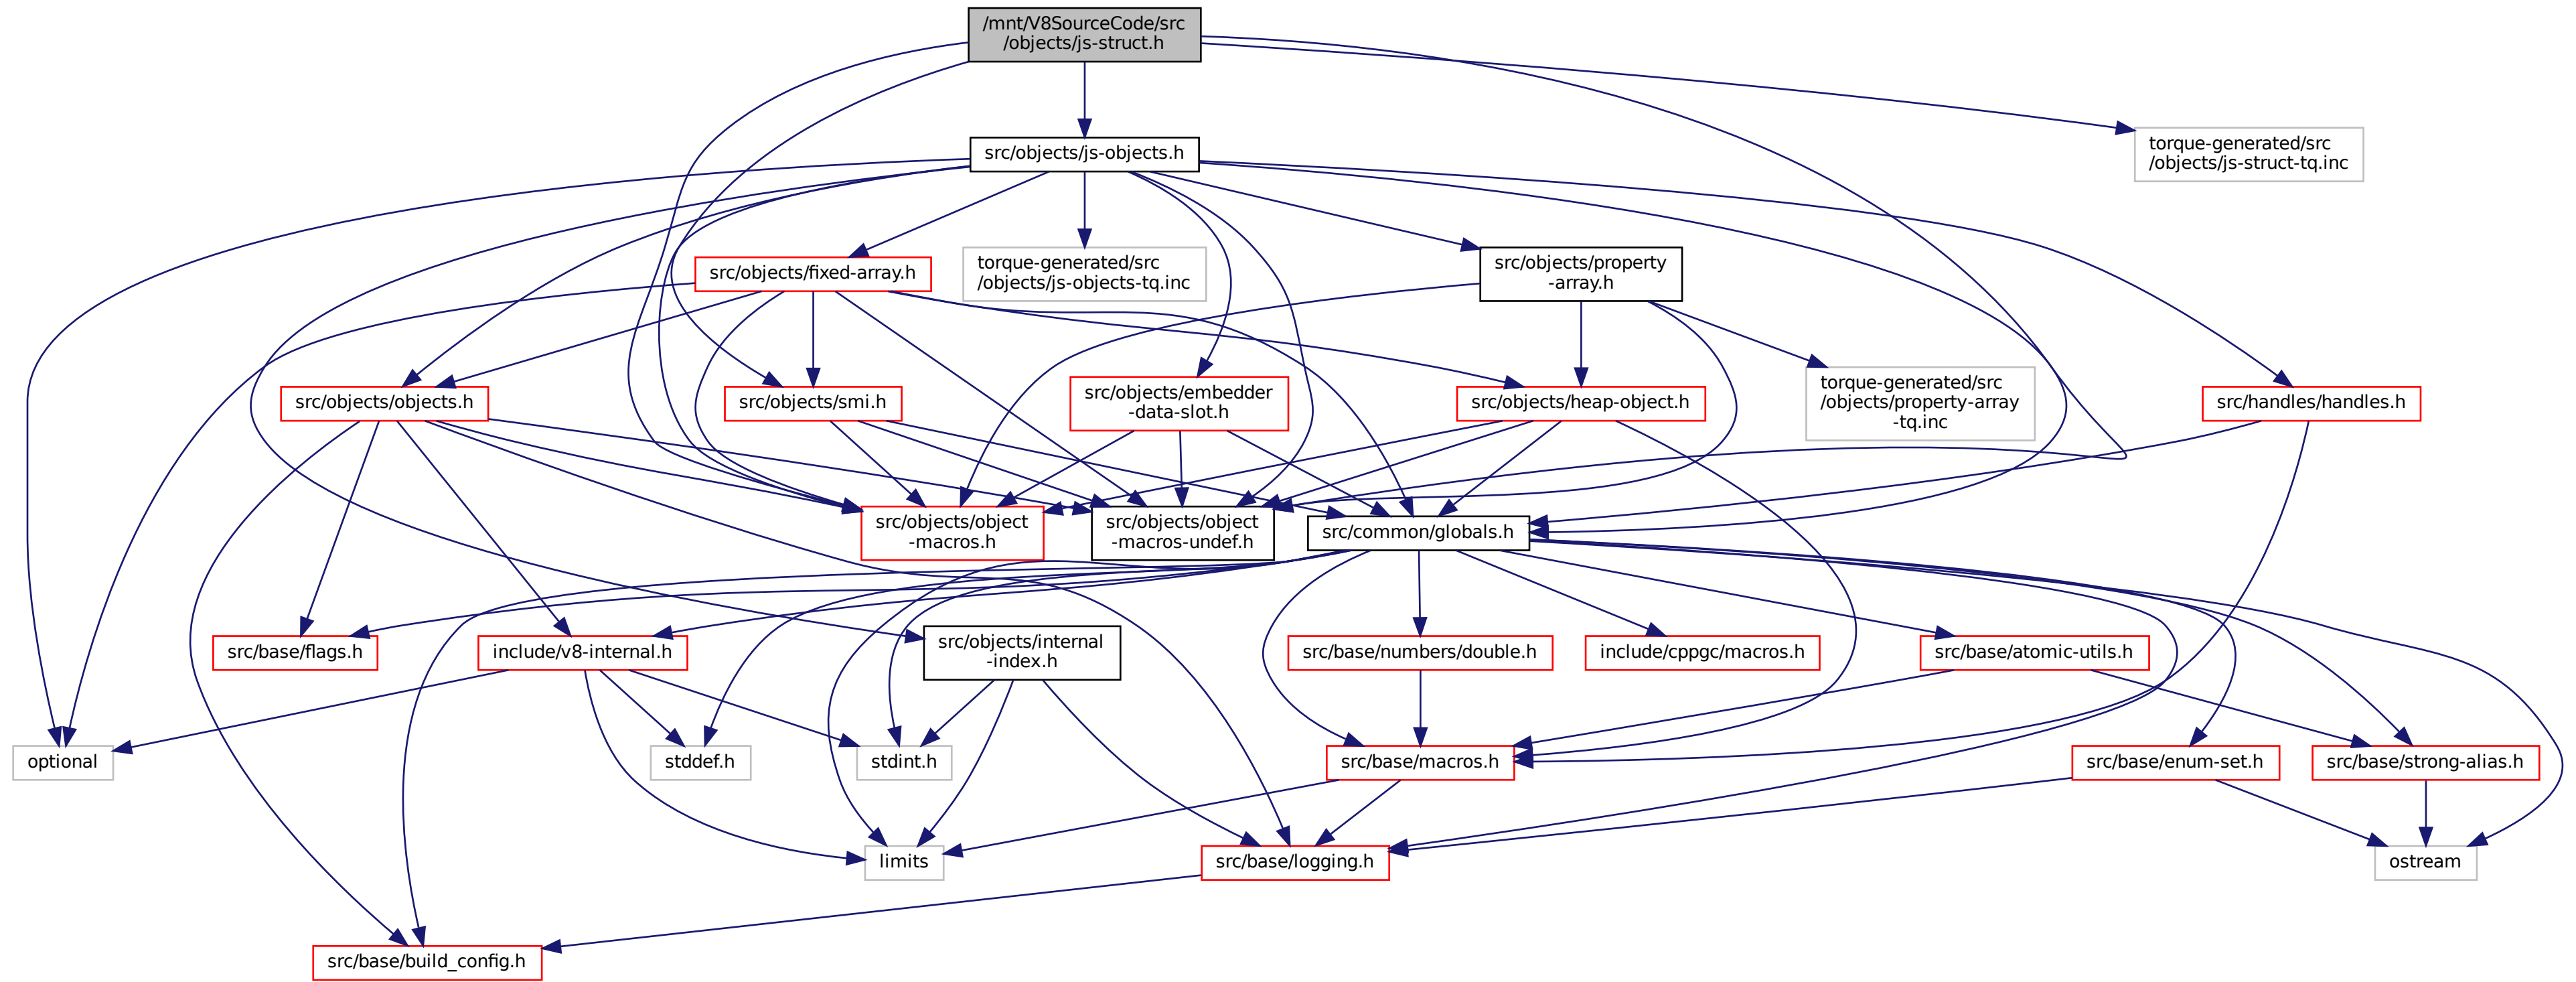 /mnt/V8SourceCode/src
/objects/js-struct.h
src/objects/js-objects.h
torque-generated/src
/objects/js-struct-tq.inc
src/objects/fixed-array.h
torque-generated/src
/objects/js-objects-tq.inc
src/objects/property
-array.h
src/objects/objects.h
src/objects/smi.h
src/objects/embedder
-data-slot.h
src/objects/heap-object.h
torque-generated/src
/objects/property-array
-tq.inc
src/handles/handles.h
src/objects/object
-macros.h
src/objects/object
-macros-undef.h
src/common/globals.h
src/base/flags.h
include/v8-internal.h
src/objects/internal
-index.h
src/base/numbers/double.h
include/cppgc/macros.h
src/base/atomic-utils.h
optional
stddef.h
stdint.h
src/base/macros.h
src/base/enum-set.h
src/base/strong-alias.h
limits
src/base/logging.h
ostream
src/base/build_config.h